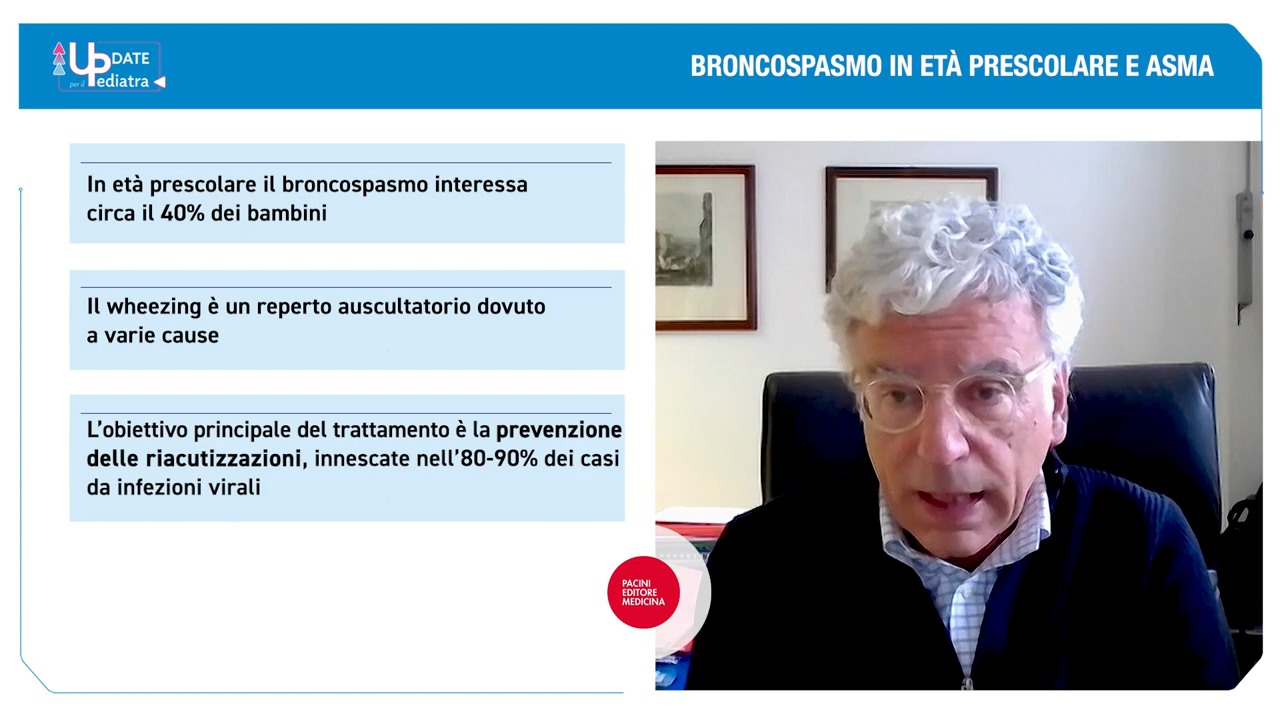 UpDATE
per il Pediatra
BRONCOSPASMO IN ETÀ PRESCOLARE E ASMA
In età prescolare il broncospasmo interessa
circa il 40% dei bambini
Il wheezing è un reperto auscultatorio dovuto
a varie cause
L’obiettivo principale del trattamento è la prevenzione
delle riacutizzazioni, innescate nell’80-90% dei casi
da infezioni virali
PACINI
EDITORE
MEDICINA